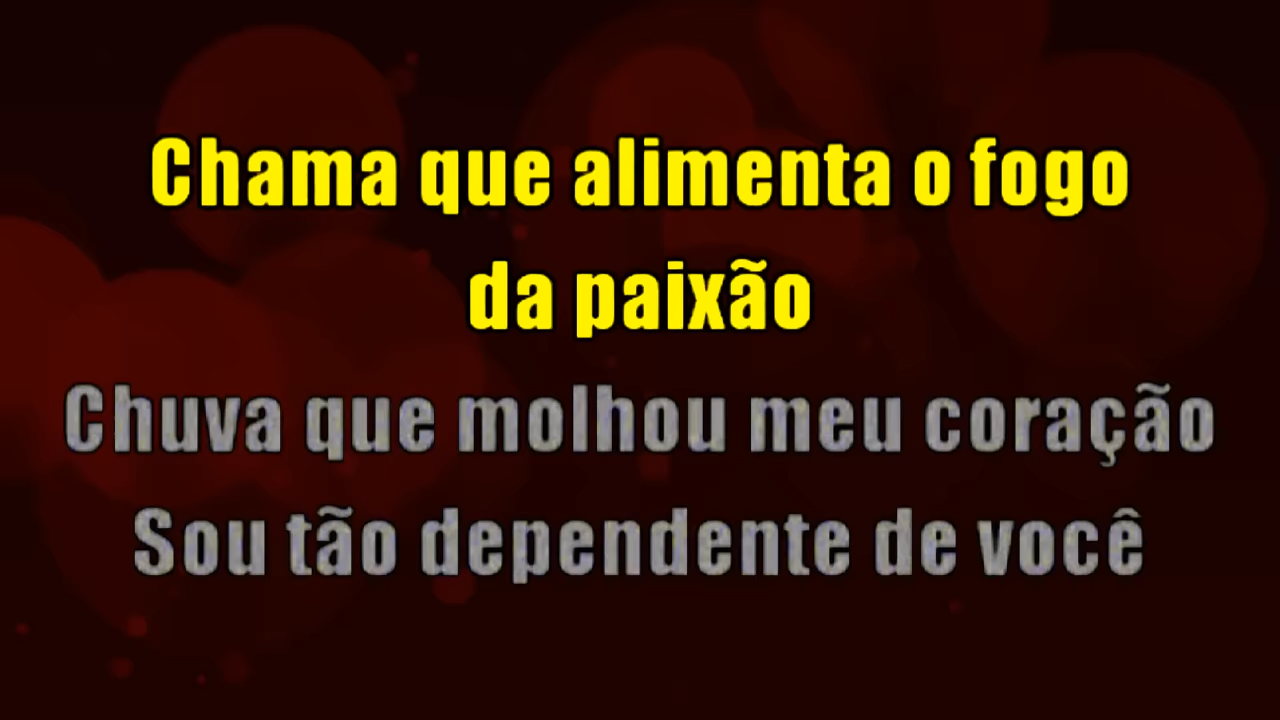 Chama que alimenta o fogo
da paixão
Chuva que molhou meu coração
Sou tão dependente de você